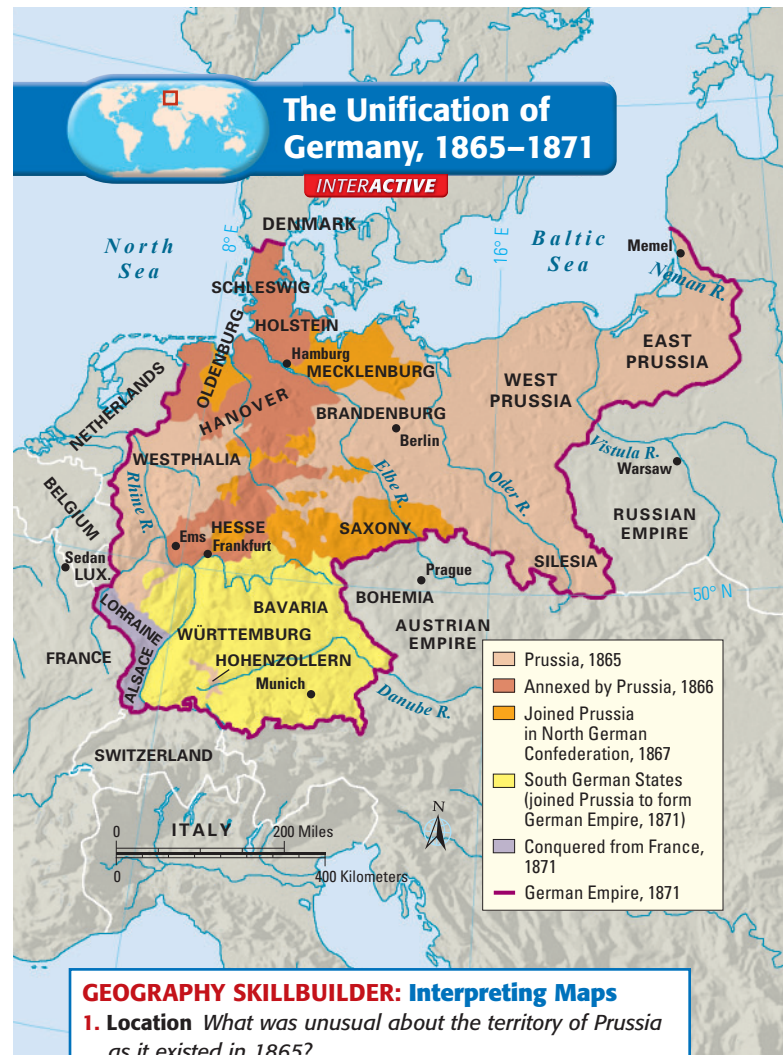 The Unification of
Germany, 1865–1871
INTERACTIVE
North
Sea
8° E
DENMARK
16° E
Baltic
Sea
Memel
Neman R.
SCHLESWIG
HOLSTEIN
Hamburg
OLDENBURG
MECKLENBURG
EAST
PRUSSIA
WEST
PRUSSIA
NETHERLANDS
HANOVER
BRANDENBURG
Berlin
WESTPHALIA
Vistula R.
Warsaw
Rhine R.
Elbe R.
Oder R.
BELGIUM
RUSSIAN
EMPIRE
Ems
HESSE
Frankfurt
SAXONY
Sedan
LUX.
SILESIA
Prague
BOHEMIA
50° N
LORRAINE
BAVARIA
AUSTRIAN
EMPIRE
WÜRTTEMBURG
FRANCE
ALSACE
HOHENZOLLERN
Munich
Danube R.
SWITZERLAND
ITALY
0 200 Miles
0 400 Kilometers
N
Prussia, 1865
Annexed by Prussia, 1866
Joined Prussia
in North German
Confederation, 1867
South German States
(joined Prussia to form
German Empire, 1871)
Conquered from France,
1871
German Empire, 1871
GEOGRAPHY SKILLBUILDER: Interpreting Maps
1. Location What was unusual about the territory of Prussia
as it existed in 1865?